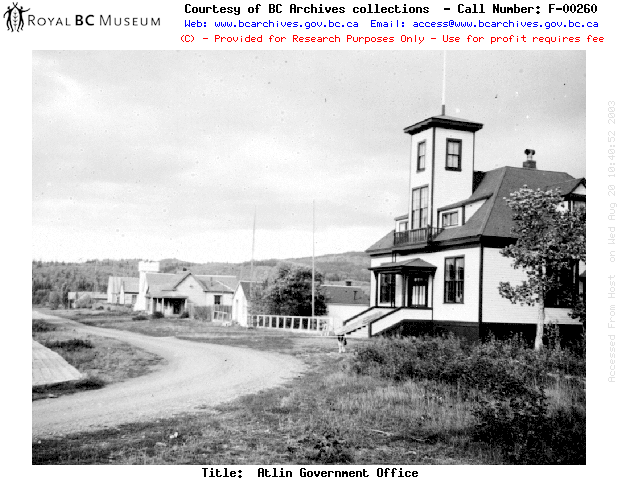 ROYAL BC MUSEUM
Courtesy of BC Archives collections - Call Number: F-00260
Web: www.bcarchives.gov.bc.ca Email: access@www.bcarchives.gov.bc.ca
(C) - Provided for Research Purposes Only - Use for profit requires fee
Accessed From Host on Wed Aug 20 10:40:52 2003
Title: Atlin Government Office